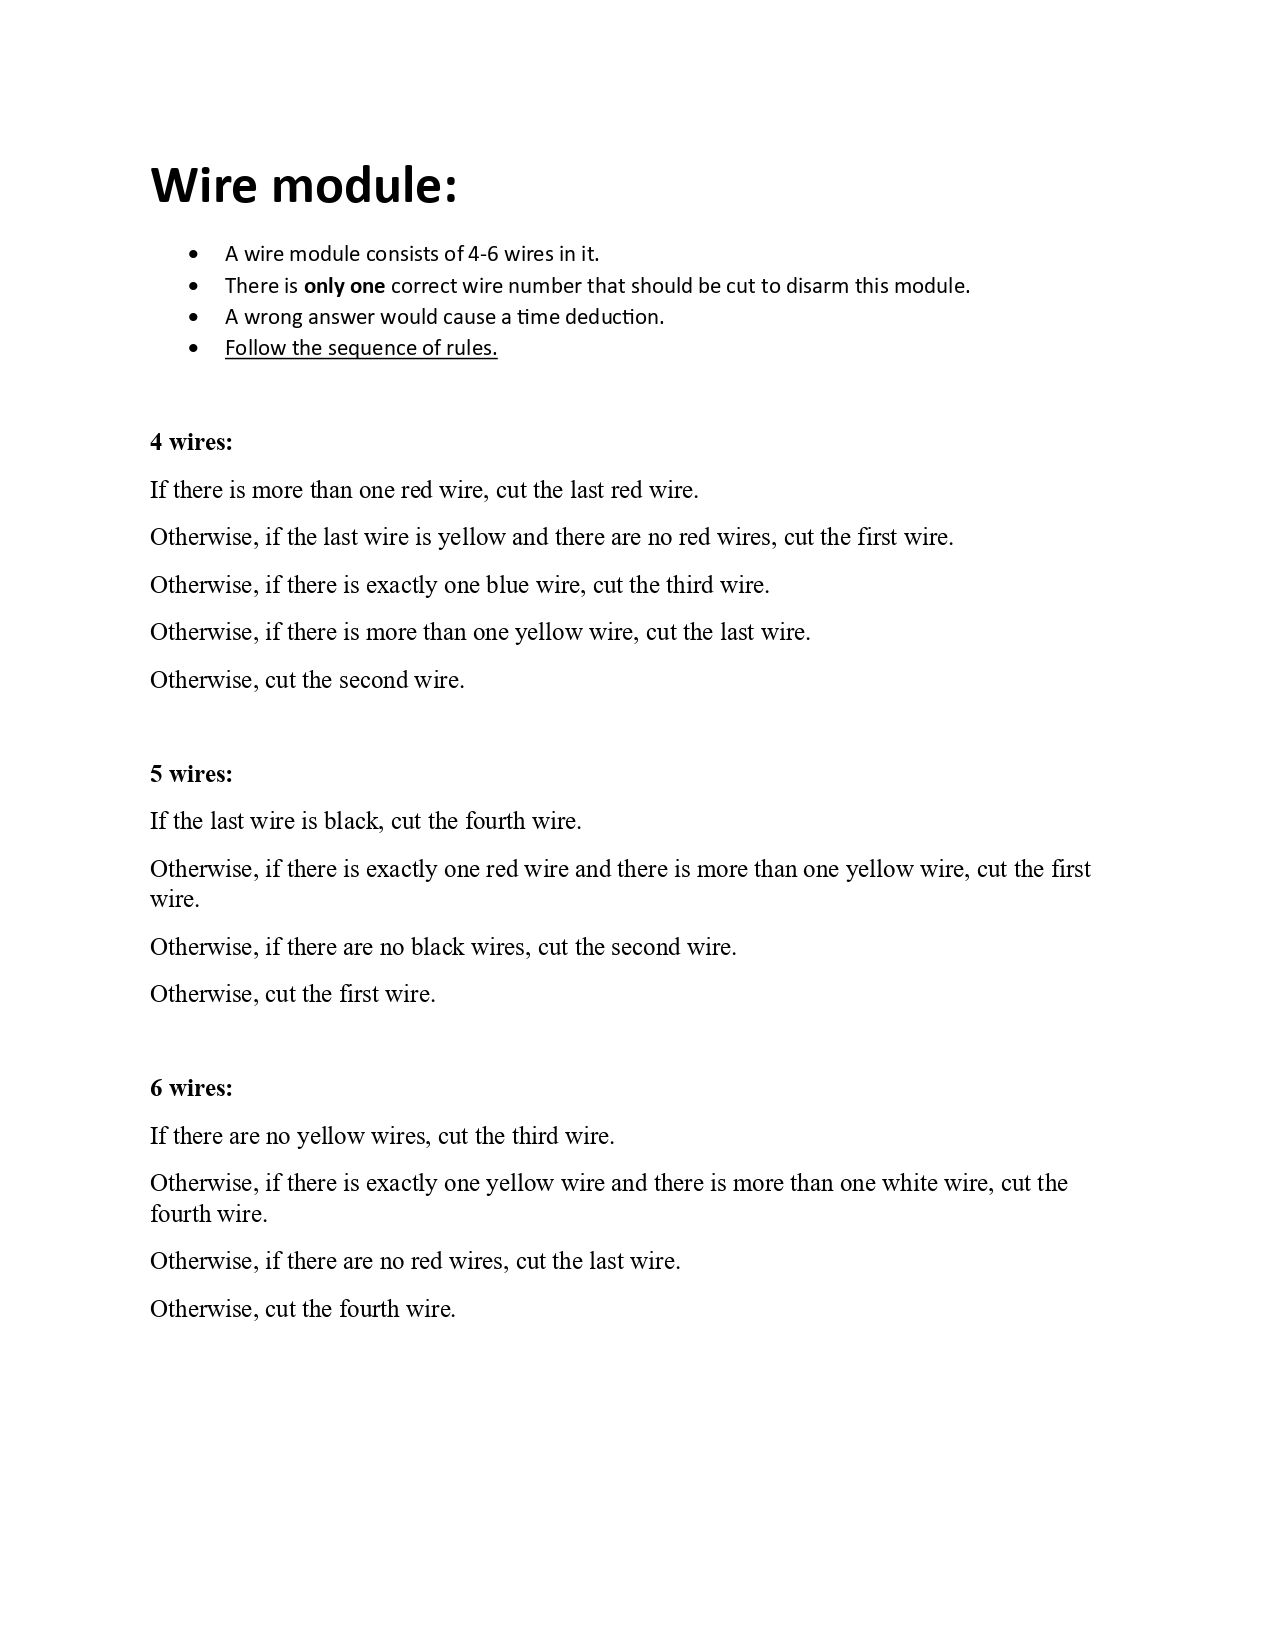 Wire module:
• A wire module consists of 4-6 wires in it.
• There is only one correct wire number that should be cut to disarm this module.
• A wrong answer would cause a time deduction.
• Follow the sequence of rules.
4 wires:
If there is more than one red wire, cut the last red wire.
Otherwise, if the last wire is yellow and there are no red wires, cut the first wire.
Otherwise, if there is exactly one blue wire, cut the third wire.
Otherwise, if there is more than one yellow wire, cut the last wire.
Otherwise, cut the second wire.
5 wires:
If the last wire is black, cut the fourth wire.
Otherwise, if there is exactly one red wire and there is more than one yellow wire, cut the first
wire.
Otherwise, if there are no black wires, cut the second wire.
Otherwise, cut the first wire.
6 wires:
If there are no yellow wires, cut the third wire.
Otherwise, if there is exactly one yellow wire and there is more than one white wire, cut the
fourth wire.
Otherwise, if there are no red wires, cut the last wire.
Otherwise, cut the fourth wire.